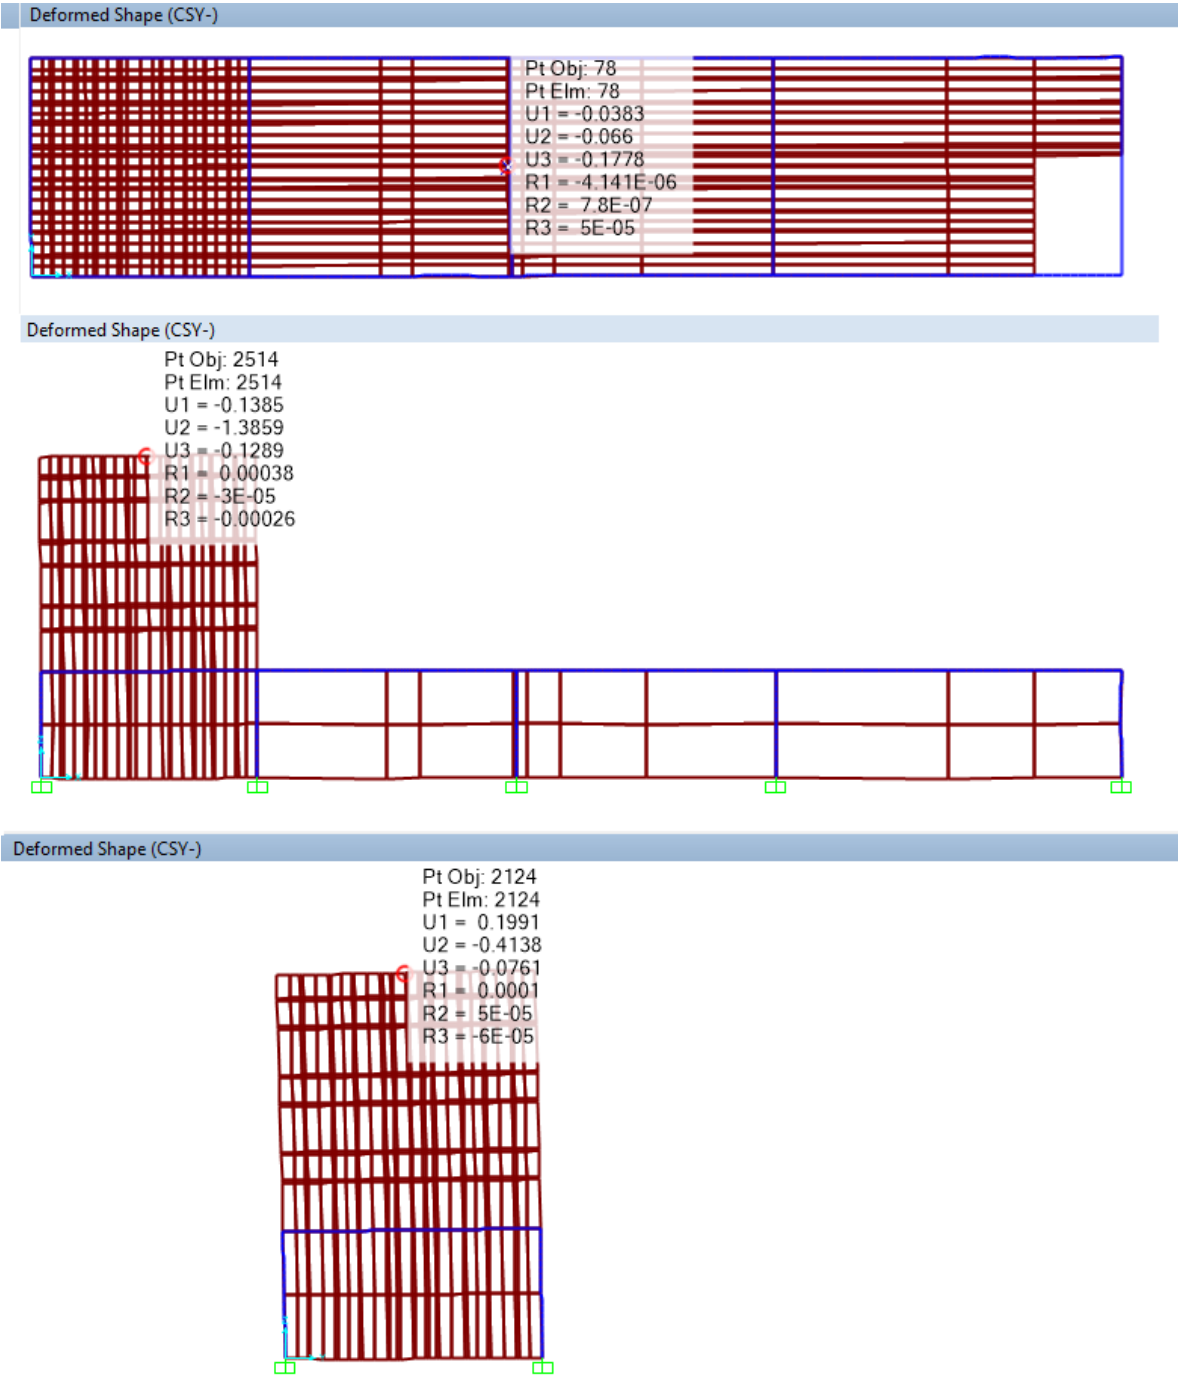 Deformed Shape (CSY-)
Pt Obj: 78
Pt Elm: 78
U1 = -0.0383
U2 = -0.066
U3 = -0.1778
R1 = -4.141E-06
R2 = 7.8E-07
R3 = 5E-05
Deformed Shape (CSY-)
Pt Obj: 2514
Pt Elm: 2514
U1 = -0.1385
U2 = -1.3859
U3 = -0.1289
R1 = 0.00038
R2 = -3E-05
R3 = -0.00026
Deformed Shape (CSY-)
Pt Obj: 2124
Pt Elm: 2124
U1 = 0.1991
U2 = -0.4138
U3 = -0.0761
R1 = 0.0001
R2 = 5E-05
R3 = -6E-05